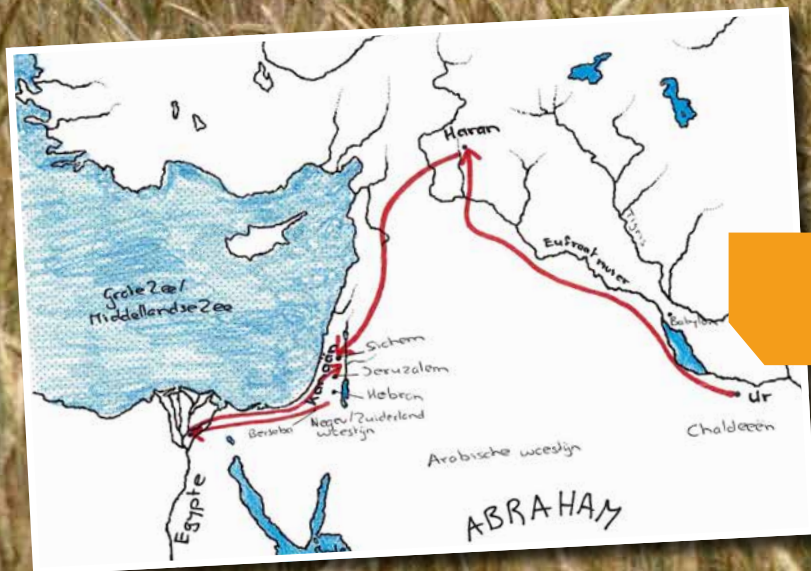 Haran
Tigris
Eufraat rivier
Grote Zee/
Middellandse Zee
Babylon
Kanaän
Sichem
Jeruzalem
Hebron
Ur
Negev/Zuiderland
woestijn
Bersaba
Chaldeeën
Arabische woestijn
Egypte
ABRAHAM